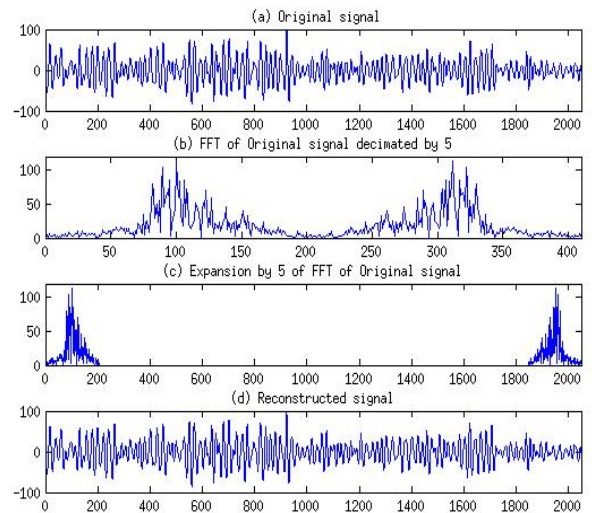 (a) Original signal
100
0
-100
0 200 400 600 800 1000 1200 1400 1600 1800 2000
(b) FFT of Original signal decimated by 5
100
50
0
0 50 100 150 200 250 300 350 400
(c) Expansion by 5 of FFT of Original signal
100
50
0
0 200 400 600 800 1000 1200 1400 1600 1800 2000
(d) Reconstructed signal
100
0
-100
0 200 400 600 800 1000 1200 1400 1600 1800 2000